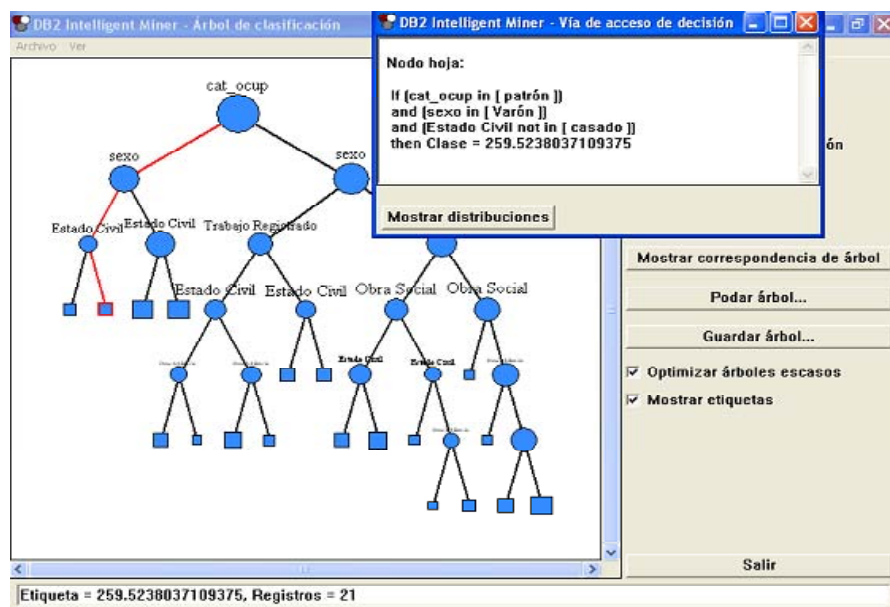 DB2 Intelligent Miner - Árbol de clasificación
DB2 Intelligent Miner - Vía de acceso de decisión
Archivo Ver
Nodo hoja:
If (cat_ocup in [ patrón ])
and (sexo in [ Varón ])
and (Estado Civil not in [ casado ])
then Clase = 259.5238037109375
Mostrar distribuciones
ón
cat_ocup
sexo
sexo
Estado Civil
Estado Civil
Trabajo Registrado
Estado Civil
Estado Civil
Obra Social
Obra Social
Estado Civil
Estado Civil
Mostrar correspondencia de árbol
Podar árbol...
Guardar árbol...
Optimizar árboles escasos
Mostrar etiquetas
Salir
Etiqueta = 259.5238037109375, Registros = 21